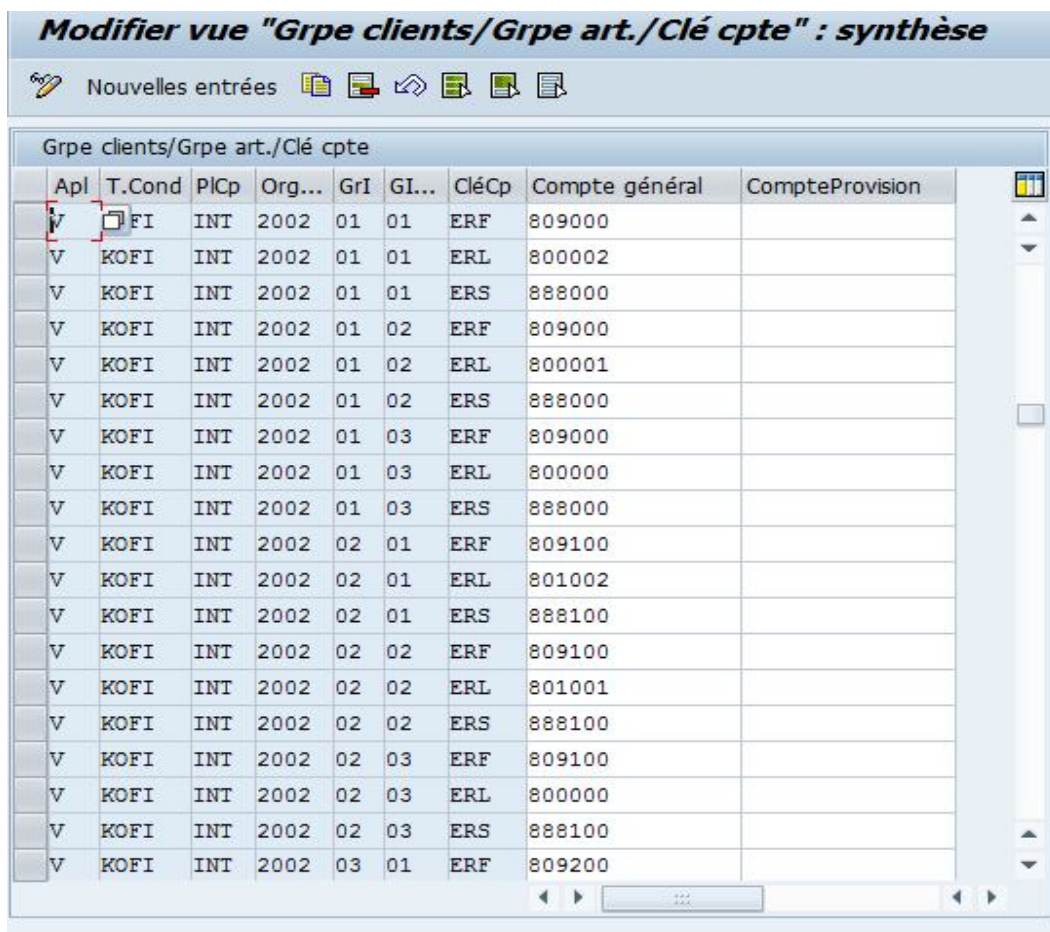 Modifier vue "Grpe clients/Grpe art./Clé cpte" : synthèse
Nouvelles entrées
Grpe clients/Grpe art./Clé cpte
Apl T.Cond PlCp Org... GrI GI... CléCp Compte général CompteProvision
V FI INT 2002 01 01 ERF 809000
V KOFI INT 2002 01 01 ERL 800002
V KOFI INT 2002 01 01 ERS 888000
V KOFI INT 2002 01 02 ERF 809000
V KOFI INT 2002 01 02 ERL 800001
V KOFI INT 2002 01 02 ERS 888000
V KOFI INT 2002 01 03 ERF 809000
V KOFI INT 2002 01 03 ERL 800000
V KOFI INT 2002 01 03 ERS 888000
V KOFI INT 2002 02 01 ERF 809100
V KOFI INT 2002 02 01 ERL 801002
V KOFI INT 2002 02 01 ERS 888100
V KOFI INT 2002 02 02 ERF 809100
V KOFI INT 2002 02 02 ERL 801001
V KOFI INT 2002 02 02 ERS 888100
V KOFI INT 2002 02 03 ERF 809100
V KOFI INT 2002 02 03 ERL 800000
V KOFI INT 2002 02 03 ERS 888100
V KOFI INT 2002 03 01 ERF 809200